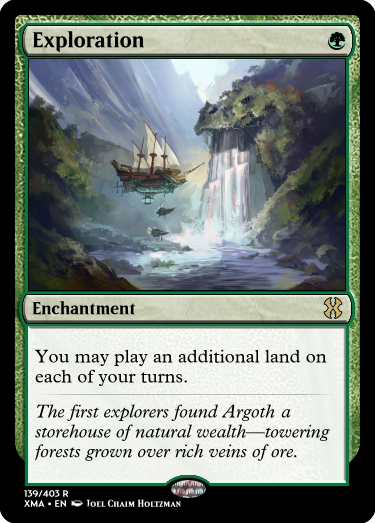 Exploration
Enchantment
You may play an additional land on
each of your turns.
The first explorers found Argoth a
storehouse of natural wealth—towering
forests grown over rich veins of ore.
139/403 R
XMA • EN Joel Chaim Holtzman